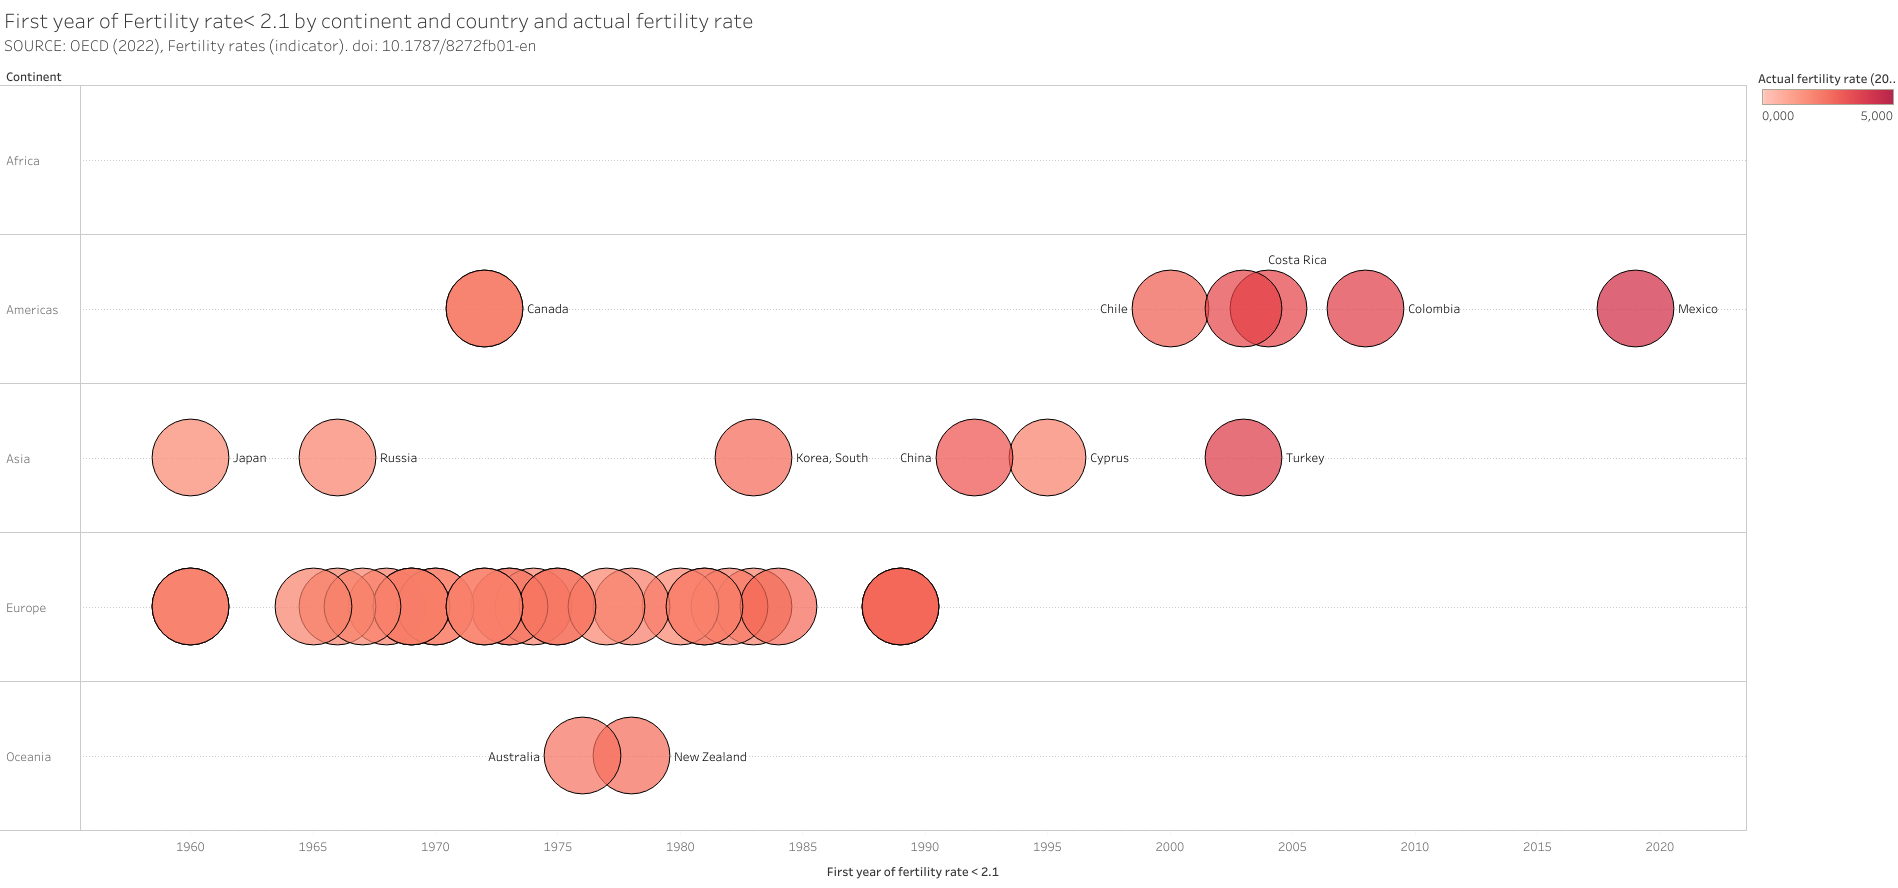 First year of Fertility rate< 2.1 by continent and country and actual fertility rate
SOURCE: OECD (2022), Fertility rates (indicator). doi: 10.1787/8272fb01-en
Continent
Actual fertility rate (20..
0,000 5,000
Africa
Costa Rica
Americas Canada Chile Colombia Mexico
Asia Japan Russia Korea, South China Cyprus Turkey
Europe
Oceania Australia New Zealand
1960 1965 1970 1975 1980 1985 1990 1995 2000 2005 2010 2015 2020
First year of fertility rate < 2.1